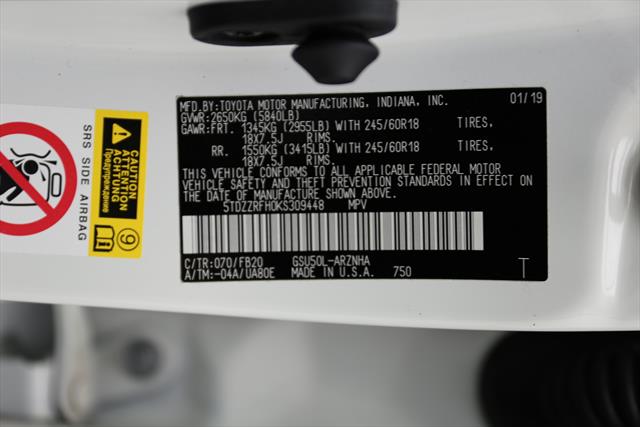 MFD. BY: TOYOTA MOTOR MANUFACTURING, INDIANA, INC. 01/19
GVWR: 2650KG (5840LB)
GAWR: FRT. 1345KG (2955LB) WITH 245/60R18 TIRES,
18X7.5J RIMS.
RR. 1550KG (3415LB) WITH 245/60R18 TIRES,
18X7.5J RIMS.
THIS VEHICLE CONFORMS TO ALL APPLICABLE FEDERAL MOTOR
VEHICLE SAFETY AND THEFT PREVENTION STANDARDS IN EFFECT
ON THE DATE OF MANUFACTURE SHOWN ABOVE.
5TDZZRFH0KS309448 MPV
C/TR: 070/FB20 GSU50L-ARZNHA
A/TM: -04A/UA80E MADE IN U.S.A. 750 T
SRS SIDE AIRBAG
CAUTION
ATTENTION
ACHTUNG
Предупреждение
9